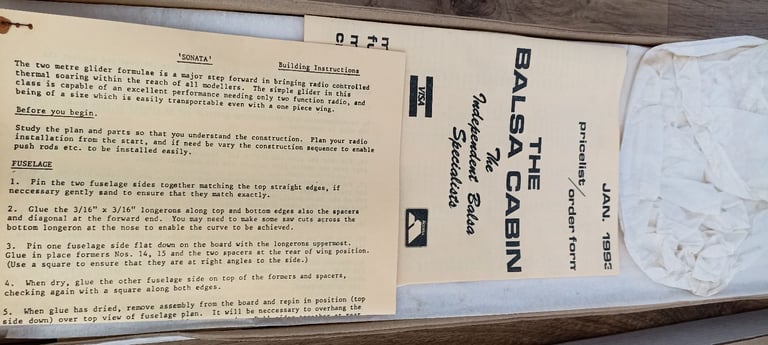 'SONATA'
Building Instructions
The two metre glider formulae is a major step forward in bringing radio controlled
thermal soaring within the reach of all modellers. The simple glider in this
class is capable of an excellent performance needing only two function radio, and
being of a size which is easily transportable even with a one piece wing.
Before you begin.
Study the plan and parts so that you understand the construction. Plan your radio
installation from the start, and if need be vary the construction sequence to enable
push rods etc. to be installed easily.
FUSELAGE
1. Pin the two fuselage sides together matching the top straight edges, if
neccessary gently sand to ensure that they match exactly.
2. Glue the 3/16" x 3/16" longerons along top and bottom edges also the spacers
and diagonal at the forward end. You may need to make some saw cuts across the
bottom longeron at the nose to enable the curve to be achieved.
3. Pin one fuselage side flat down on the board with the longerons uppermost.
Glue in place formers Nos. 14, 15 and the two spacers at the rear of wing position.
(Use a square to ensure that they are at right angles to the side.)
4. When dry, glue the other fuselage side on top of the formers and spacers,
checking again with a square along both edges.
5. When glue has dried, remove assembly from the board and repin in position (top
side down) over top view of fuselage plan. It will be neccessary to overhang the
JAN. 1993
pricelist/order form
THE
BALSA CABIN
The
Independent Balsa
Specialists
VISA